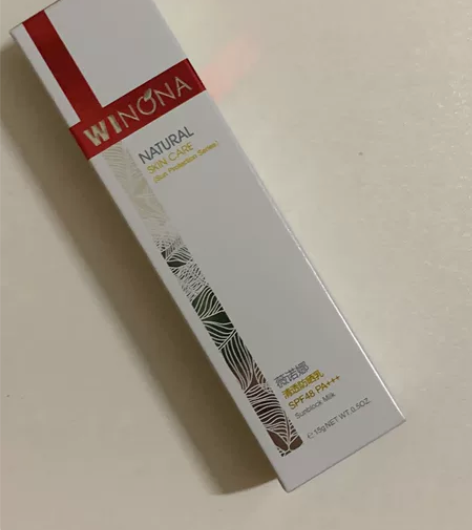 WINONA
NATURAL
SKIN CARE
(Sun Protection Series)
薇诺娜
清透防晒乳
SPF48 PA+++
Sunblock Milk
e 15g/NET WT.0.5OZ.